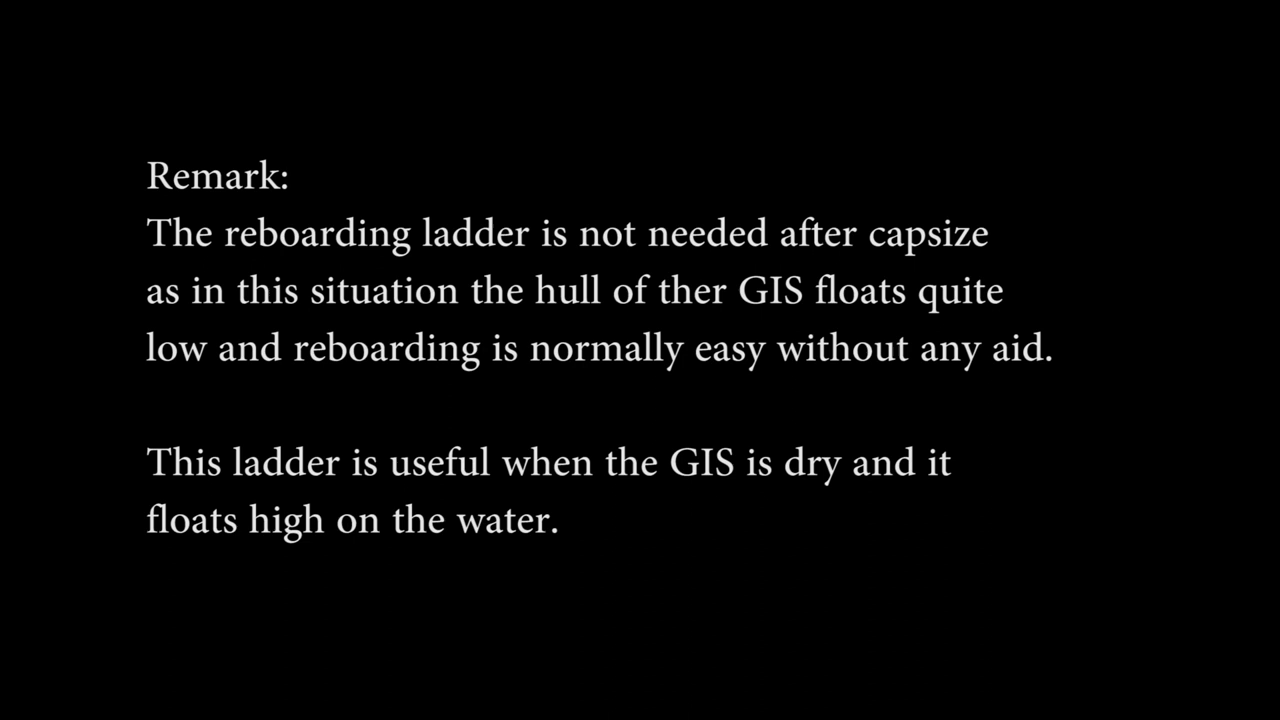 Remark:
The reboarding ladder is not needed after capsize
as in this situation the hull of ther GIS floats quite
low and reboarding is normally easy without any aid.
This ladder is useful when the GIS is dry and it
floats high on the water.